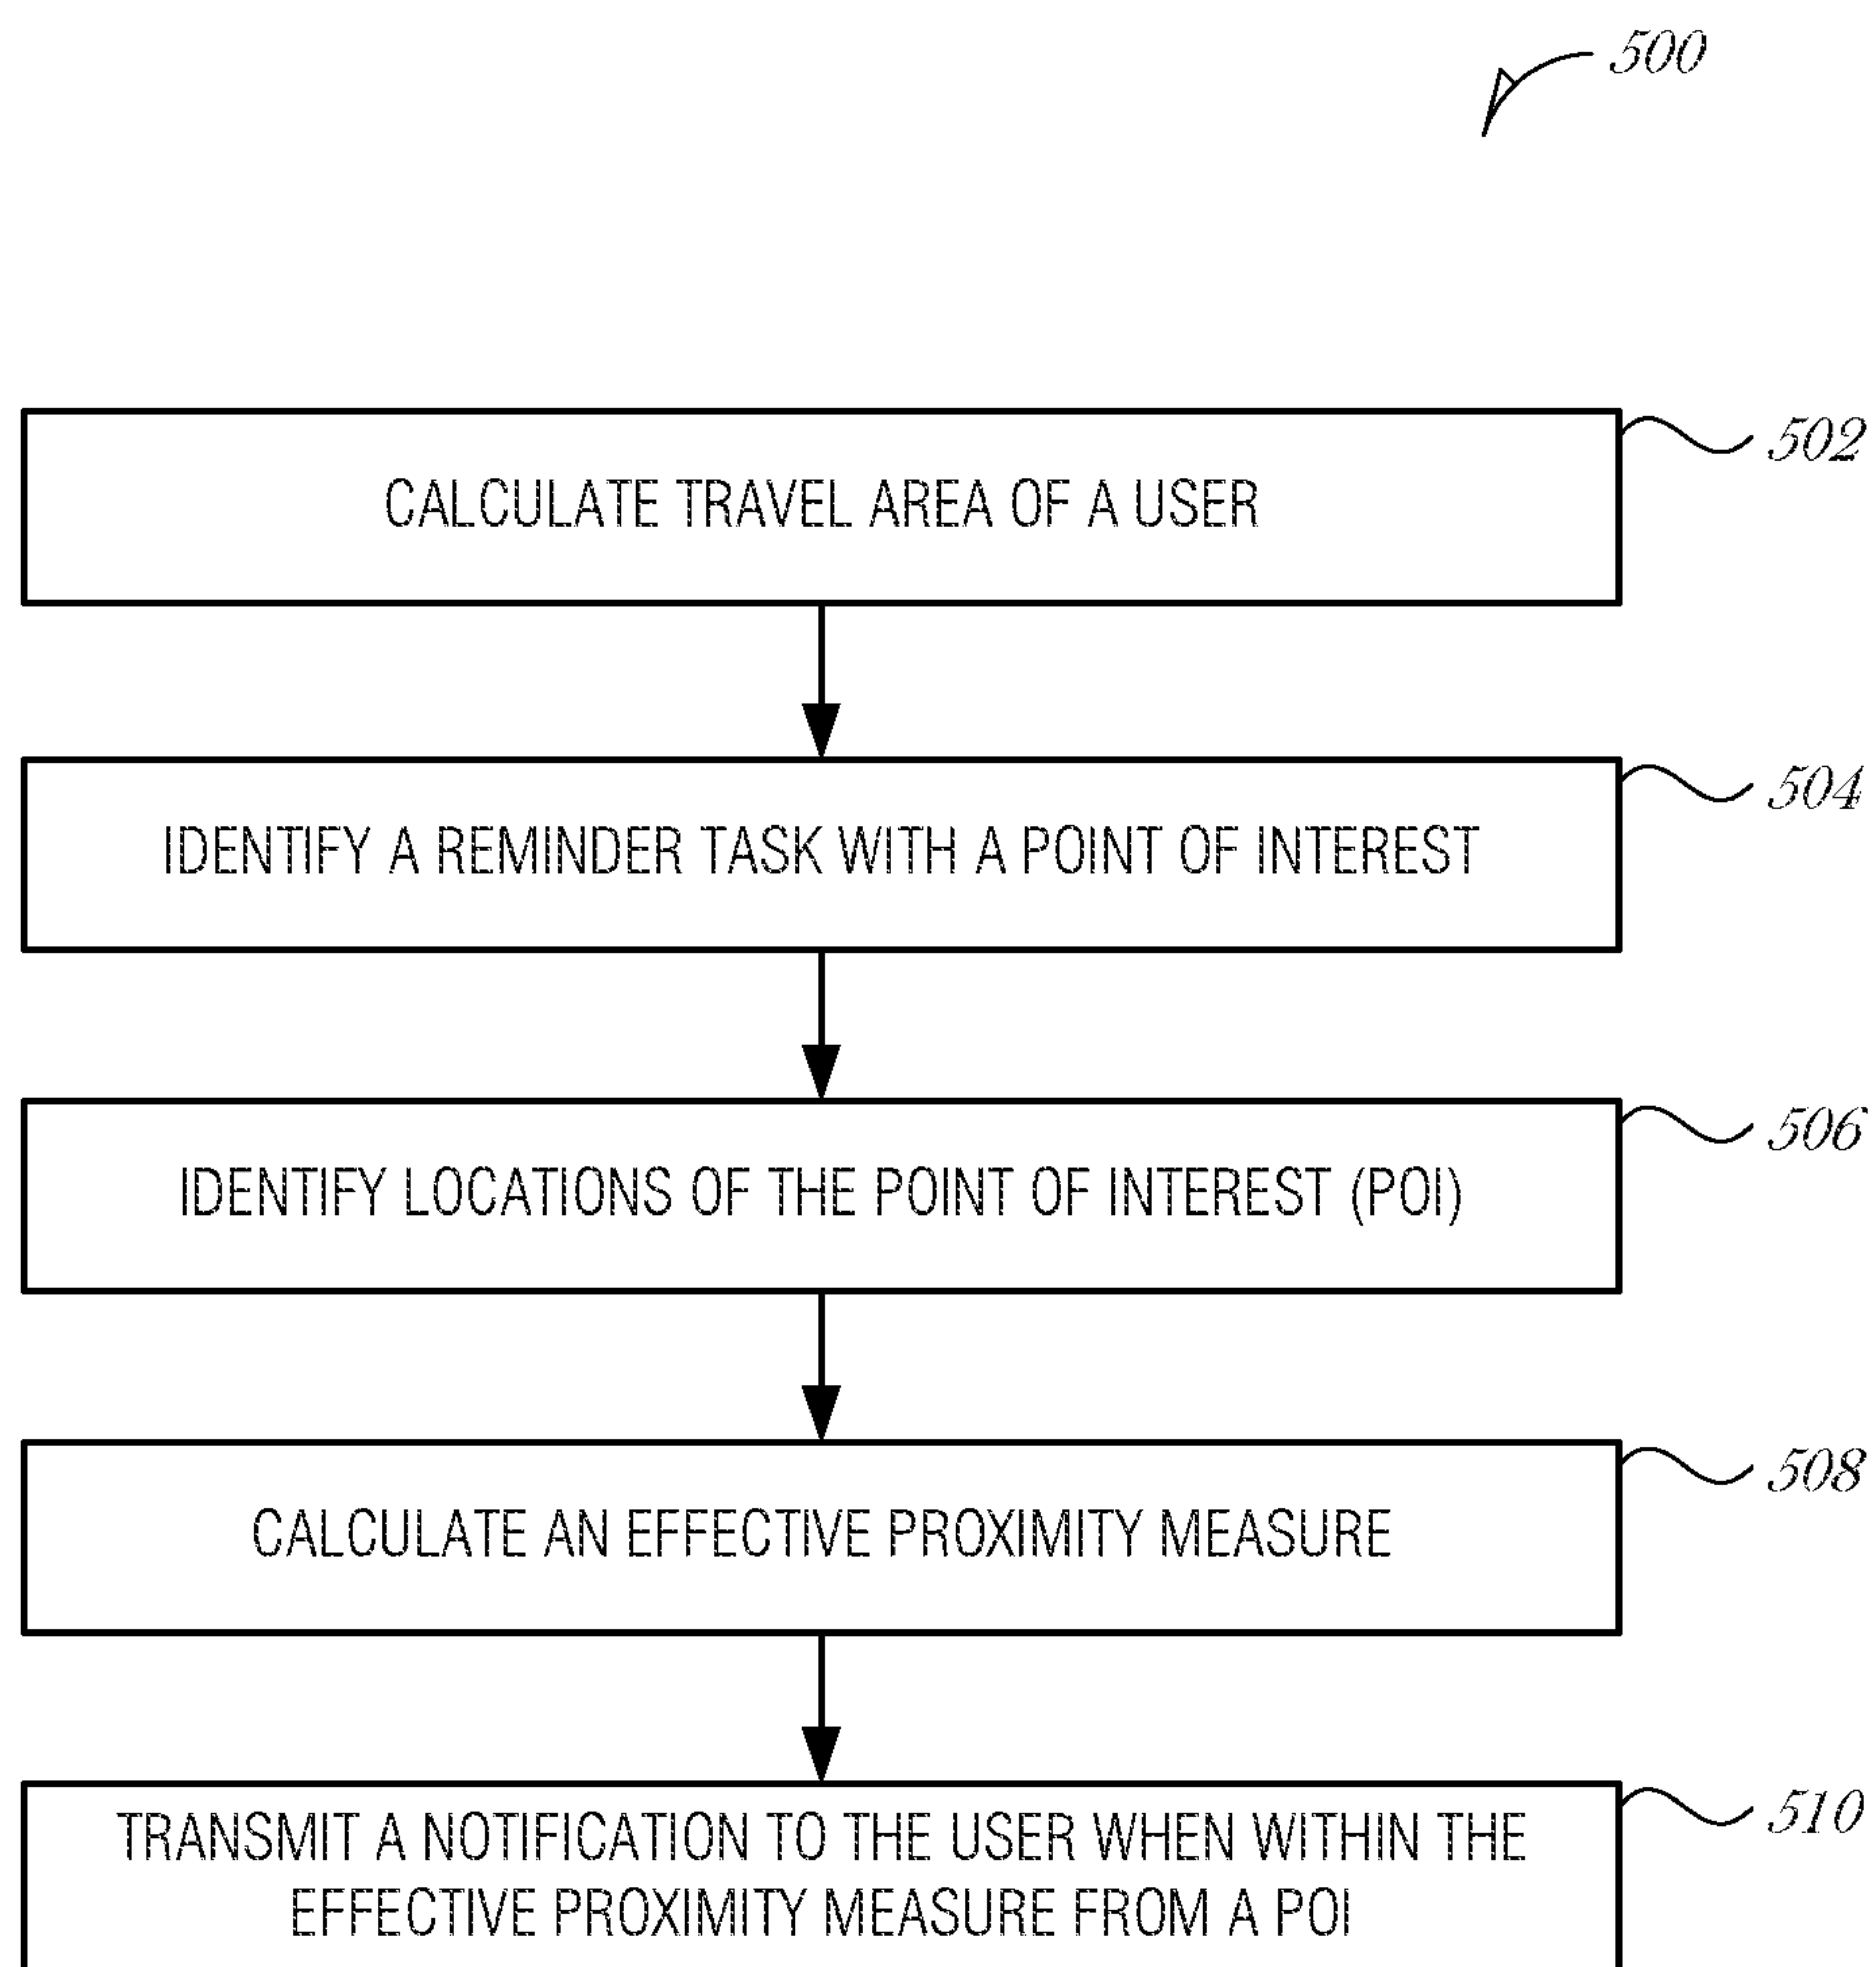 500
CALCULATE TRAVEL AREA OF A USER
502
IDENTIFY A REMINDER TASK WITH A POINT OF INTEREST
504
IDENTIFY LOCATIONS OF THE POINT OF INTEREST (POI)
506
CALCULATE AN EFFECTIVE PROXIMITY MEASURE
508
TRANSMIT A NOTIFICATION TO THE USER WHEN WITHIN THE
EFFECTIVE PROXIMITY MEASURE FROM A POI
510